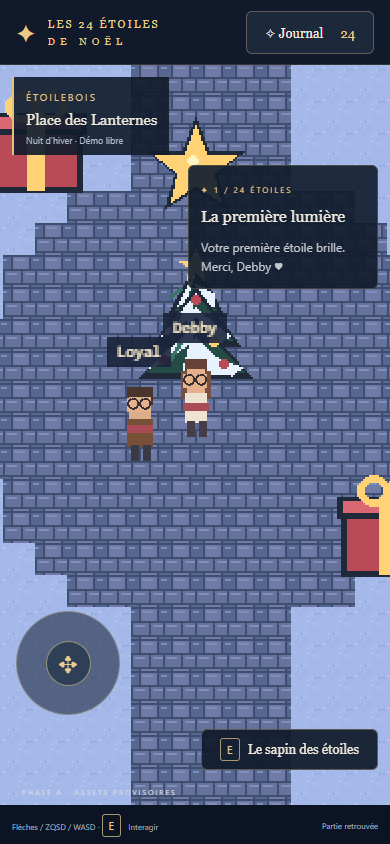 LES 24 ÉTOILES
DE NOËL
✧ Journal 24
ÉTOILEBOIS
Place des Lanternes
Nuit d'hiver · Démo libre
✦ 1 / 24 ÉTOILES
La première lumière
Votre première étoile brille.
Merci, Debby ♥
Debby
Loyal
E Le sapin des étoiles
PHASE A · ASSETS PROVISOIRES
Flèches / ZQSD / WASD · E Interagir
Partie retrouvée